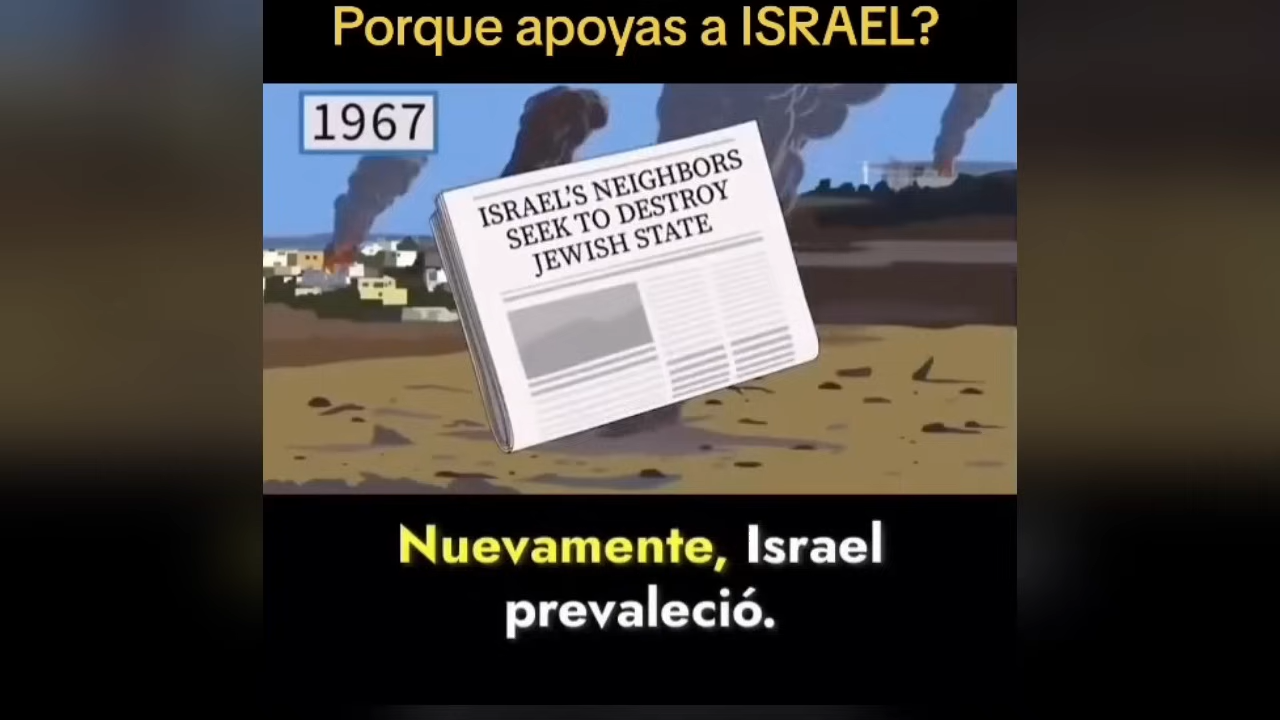 Porque apoyas a ISRAEL?
1967
ISRAEL'S NEIGHBORS
SEEK TO DESTROY
JEWISH STATE
Nuevamente, Israel
prevaleció.